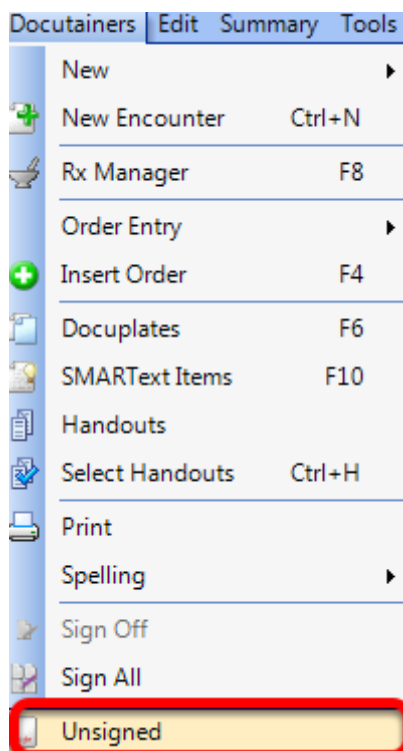 Docutainers Edit Summary Tools
New
New Encounter Ctrl+N
Rx Manager F8
Order Entry
Insert Order F4
Docuplates F6
SMARText Items F10
Handouts
Select Handouts Ctrl+H
Print
Spelling
Sign Off
Sign All
Unsigned